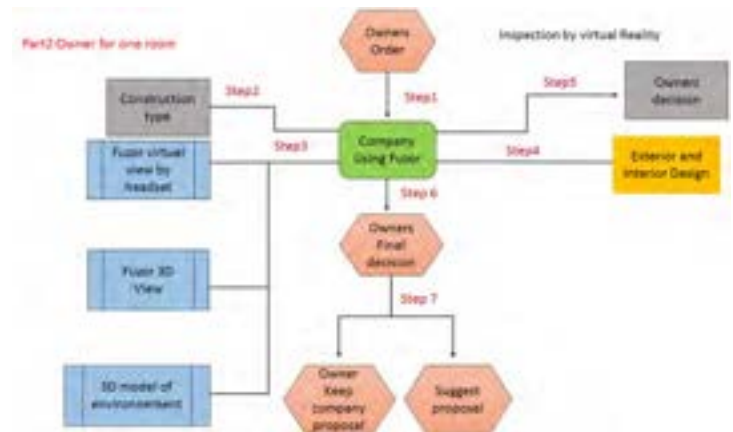 Part2 Owner for one room
Owners
Order
Inspection by virtual Reality
Step2
Step1
Step5
Construction
type
Owners
decision
Company
Using Fuzor
Step3
Step4
Fuzor virtual
view by
headset
Exterior and
Interior Design
Step 6
Owners
Final
decision
Fuzor 3D
View
Step 7
3D model of
Owner
Keep
company
proposal
Suggest
proposal